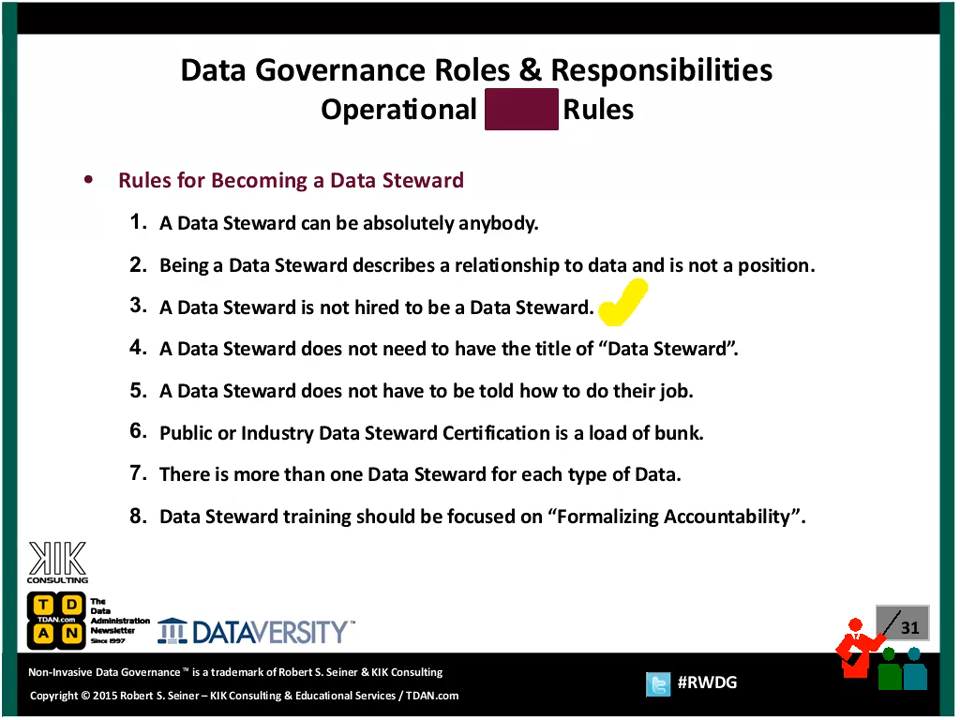 Data Governance Roles & Responsibilities
Operational Rules
• Rules for Becoming a Data Steward
1. A Data Steward can be absolutely anybody.
2. Being a Data Steward describes a relationship to data and is not a position.
3. A Data Steward is not hired to be a Data Steward.
4. A Data Steward does not need to have the title of “Data Steward”.
5. A Data Steward does not have to be told how to do their job.
6. Public or Industry Data Steward Certification is a load of bunk.
7. There is more than one Data Steward for each type of Data.
8. Data Steward training should be focused on “Formalizing Accountability”.
KIK
CONSULTING
T D
TDAN.com
A N
The
Data
Administration
Newsletter
Since 1997
DATAVERSITY™
31
Non-Invasive Data Governance™ is a trademark of Robert S. Seiner & KIK Consulting
Copyright © 2015 Robert S. Seiner – KIK Consulting & Educational Services / TDAN.com
#RWDG